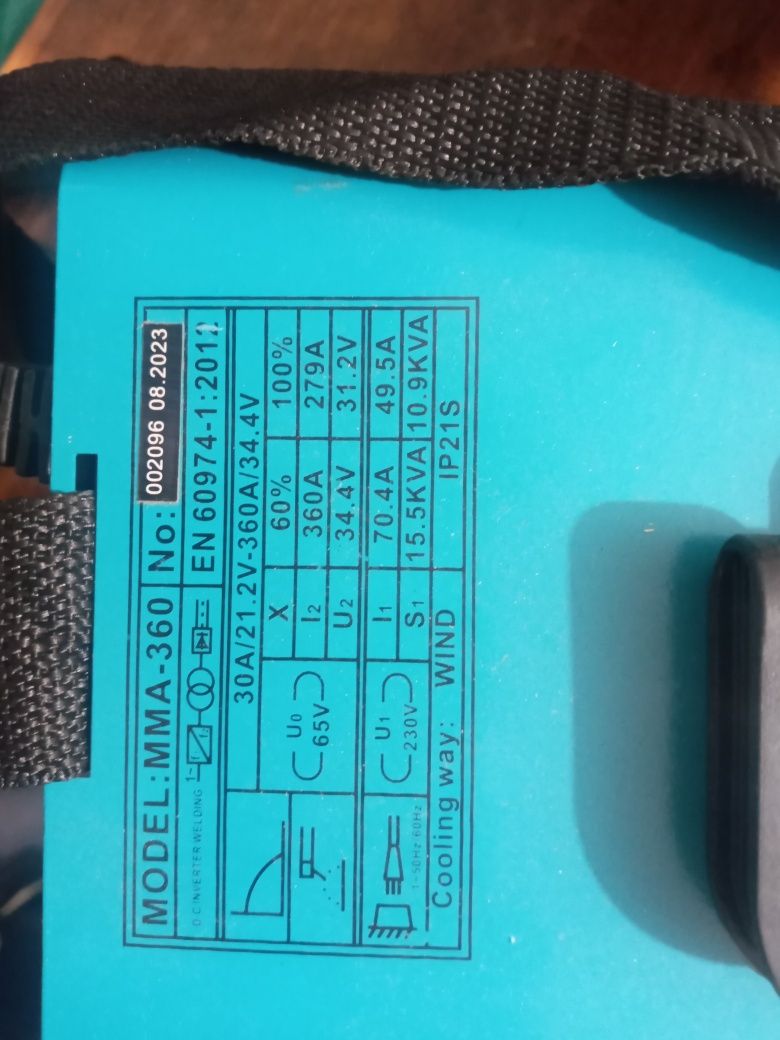 MODEL:MMA-360 No: 002096 08.2023
D.C.INVERTER WELDING 1~ EN 60974-1:2012
30A/21.2V-360A/34.4V
X 60% 100%
U0 65V I2 360A 279A
U2 34.4V 31.2V
U1 230V I1 70.4A 49.5A
1~50Hz/60Hz S1 15.5KVA 10.9KVA
Cooling way: WIND IP21S